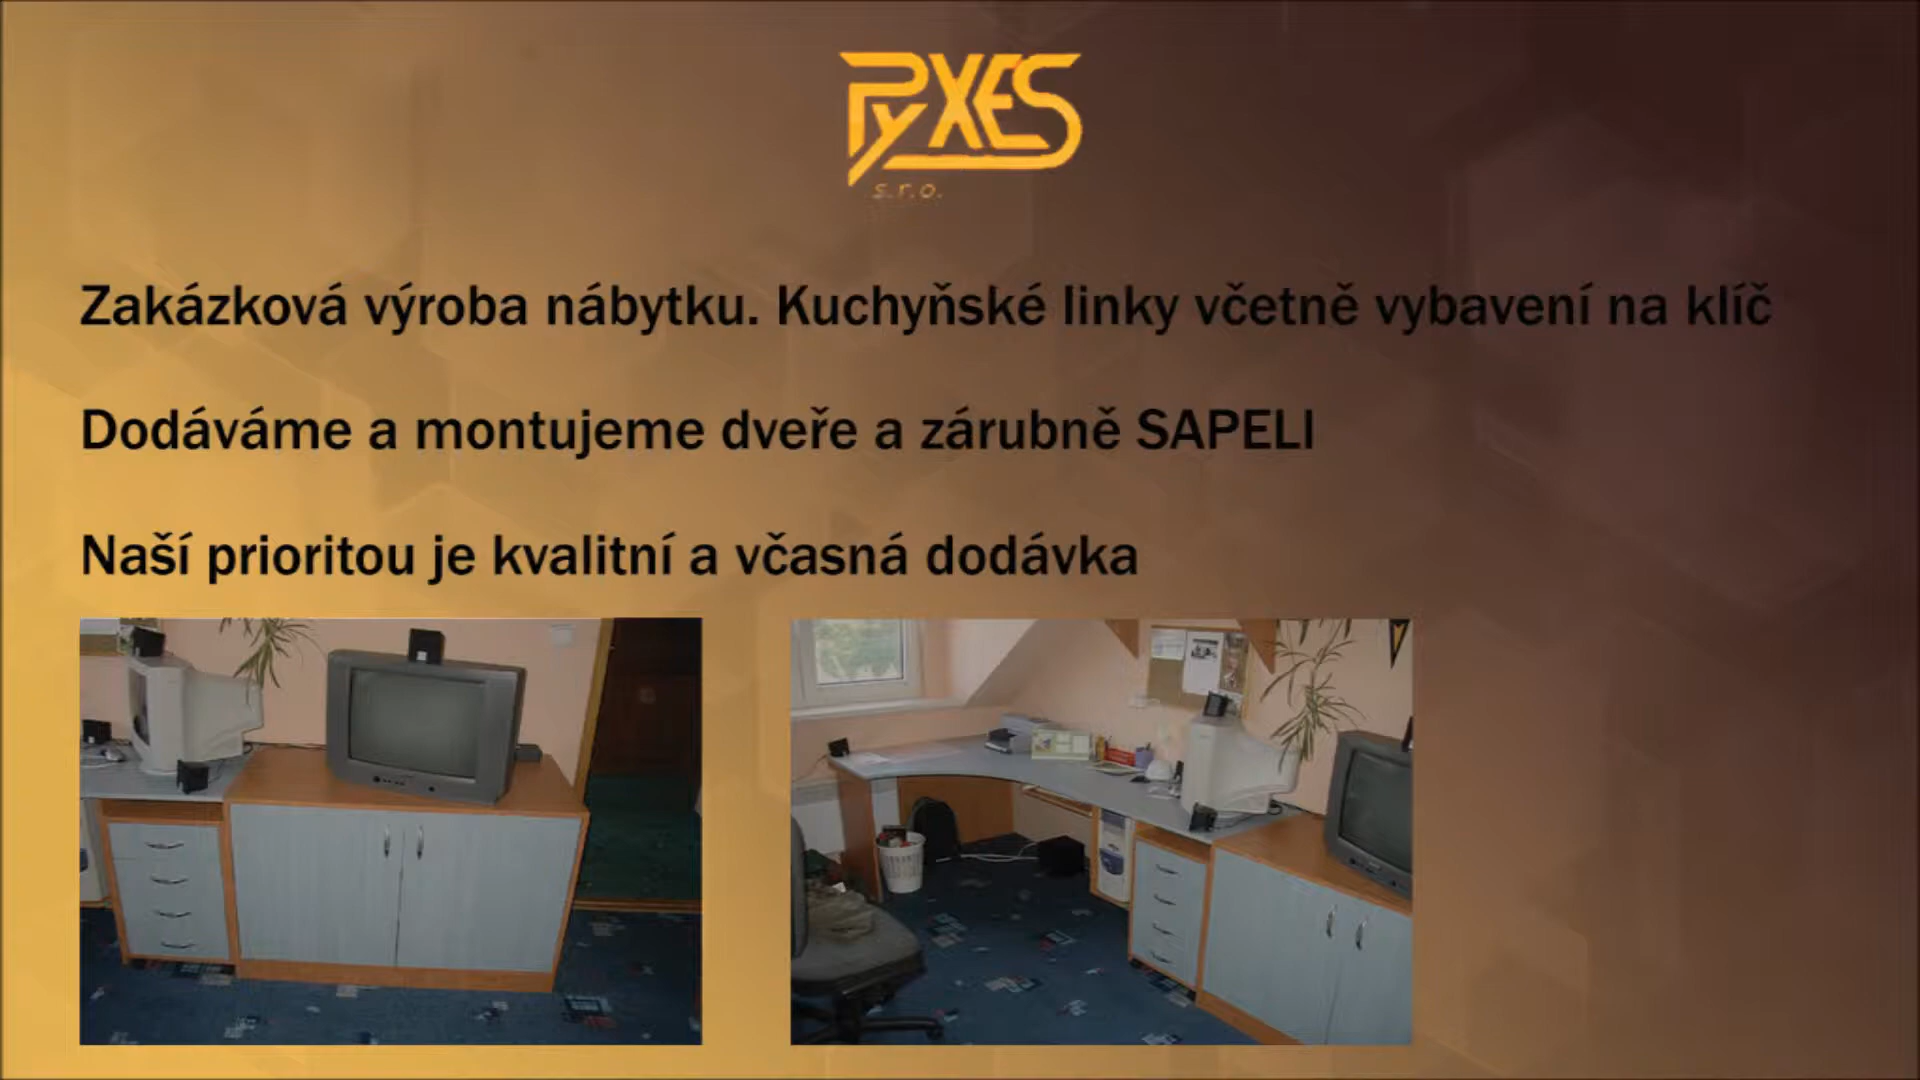 PyXES
s.r.o.
Zakázková výroba nábytku. Kuchyňské linky včetně vybavení na klíč
Dodáváme a montujeme dveře a zárubně SAPELI
Naší prioritou je kvalitní a včasná dodávka